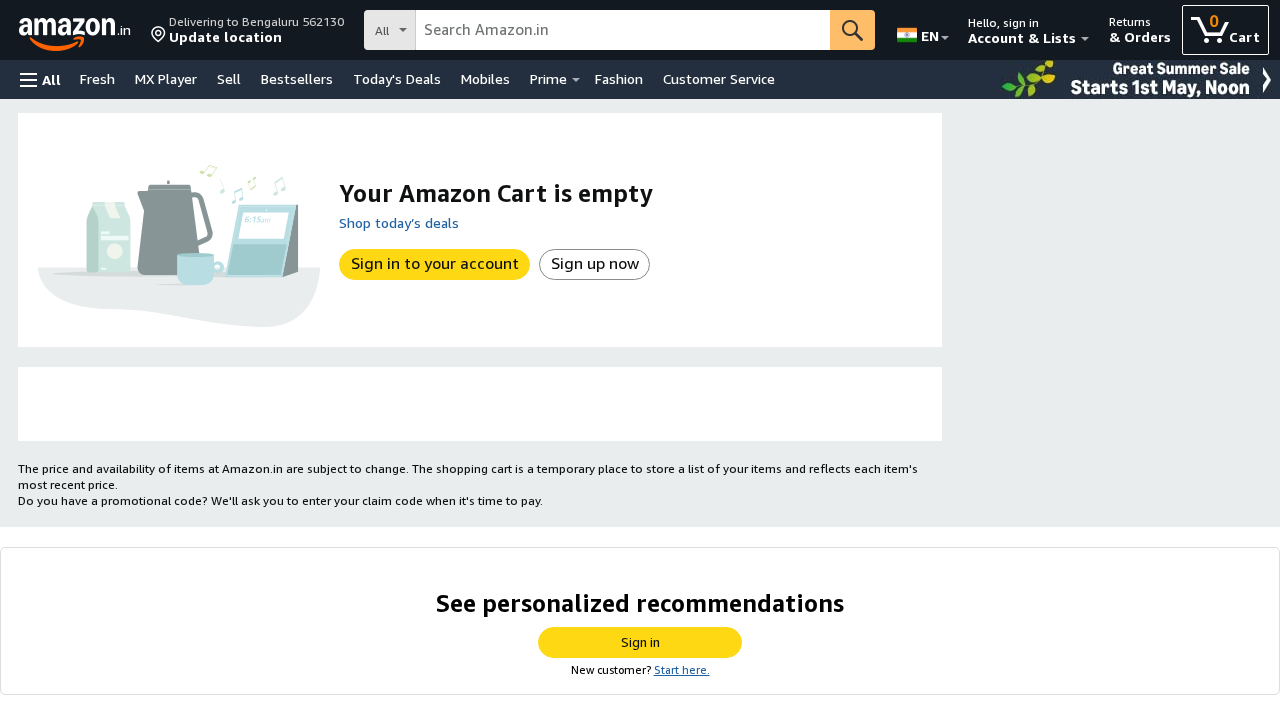 amazon.in
Delivering to Bengaluru 562130
Update location
All
Search Amazon.in
EN
Hello, sign in
Account & Lists
Returns
& Orders
0
Cart
All
Fresh
MX Player
Sell
Bestsellers
Today's Deals
Mobiles
Prime
Fashion
Customer Service
Great Summer Sale
Starts 1st May, Noon
6:15am
Your Amazon Cart is empty
Shop today's deals
Sign in to your account
Sign up now
The price and availability of items at Amazon.in are subject to change. The shopping cart is a temporary place to store a list of your items and reflects each item's
most recent price.
Do you have a promotional code? We'll ask you to enter your claim code when it's time to pay.
See personalized recommendations
Sign in
New customer? Start here.